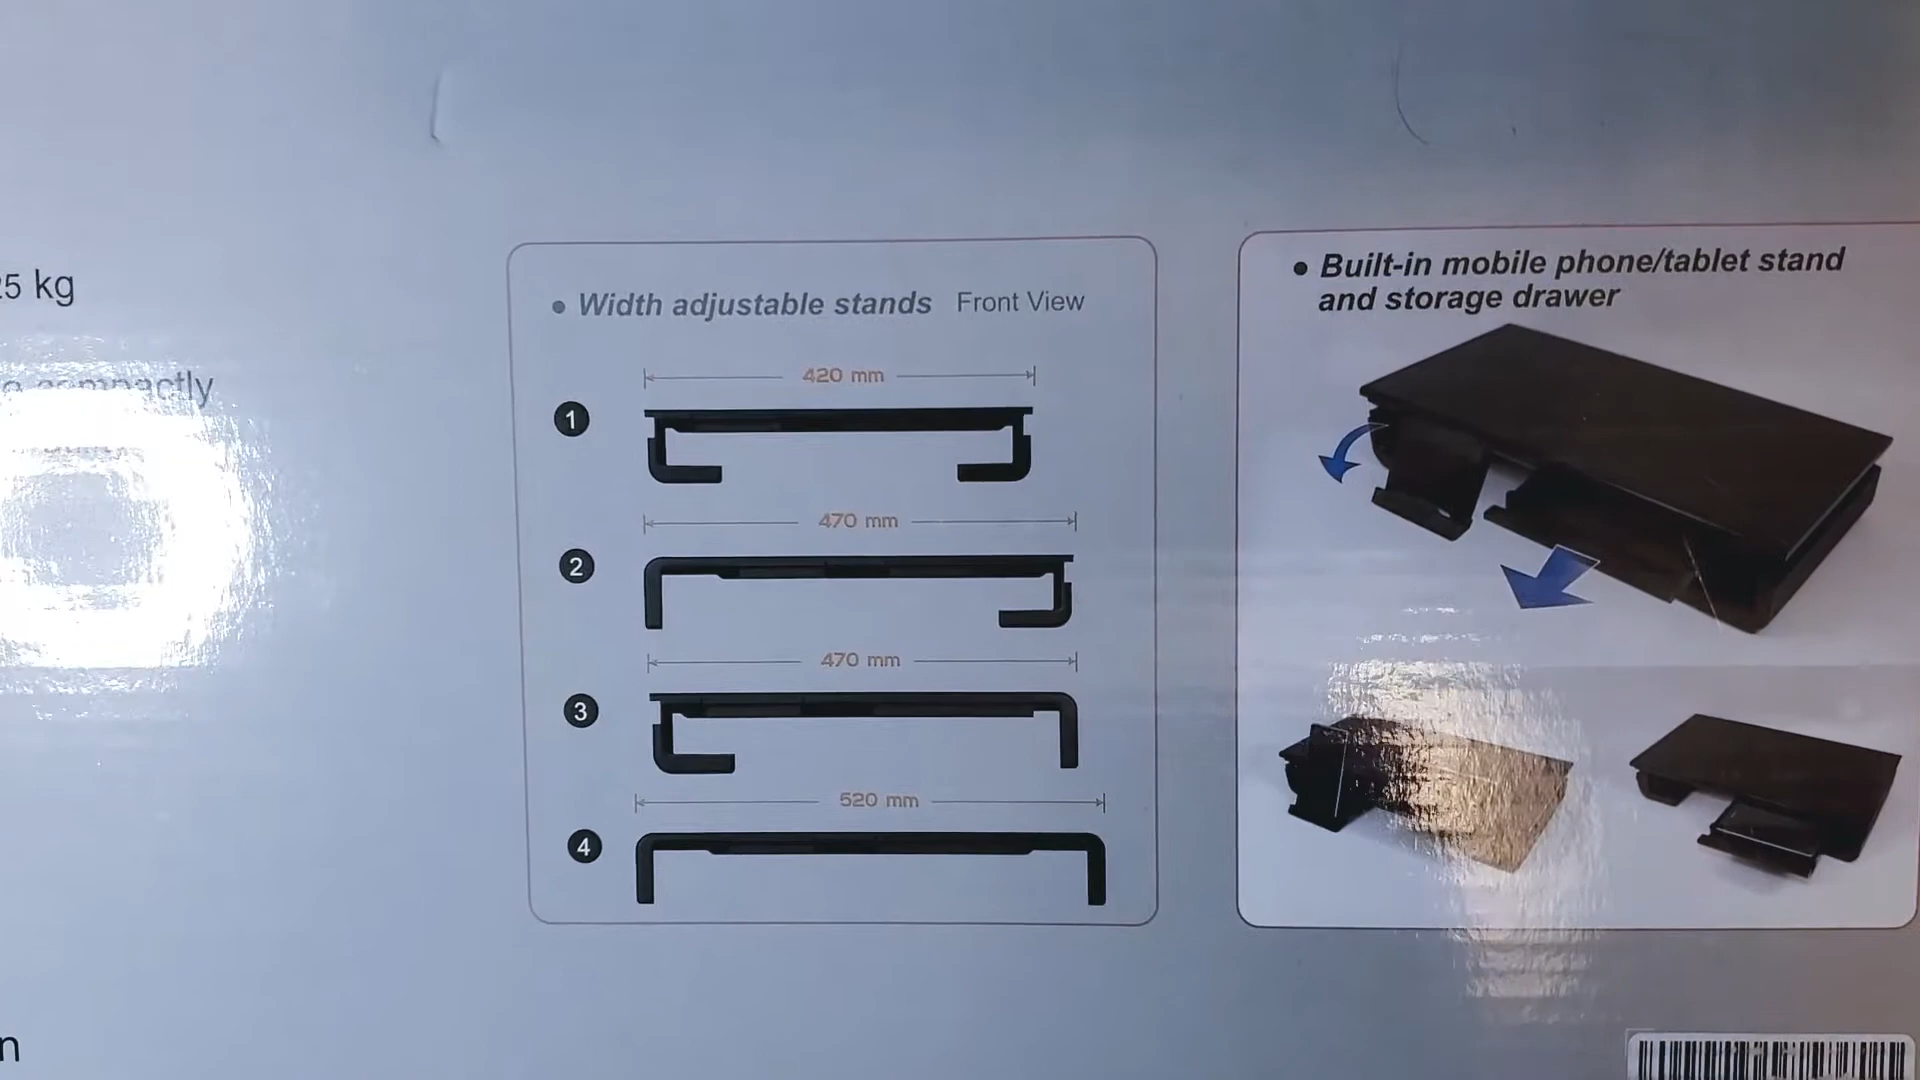 kg
compactly
• Width adjustable stands Front View
420 mm
1
470 mm
2
470 mm
3
520 mm
4
• Built-in mobile phone/tablet stand
and storage drawer
n